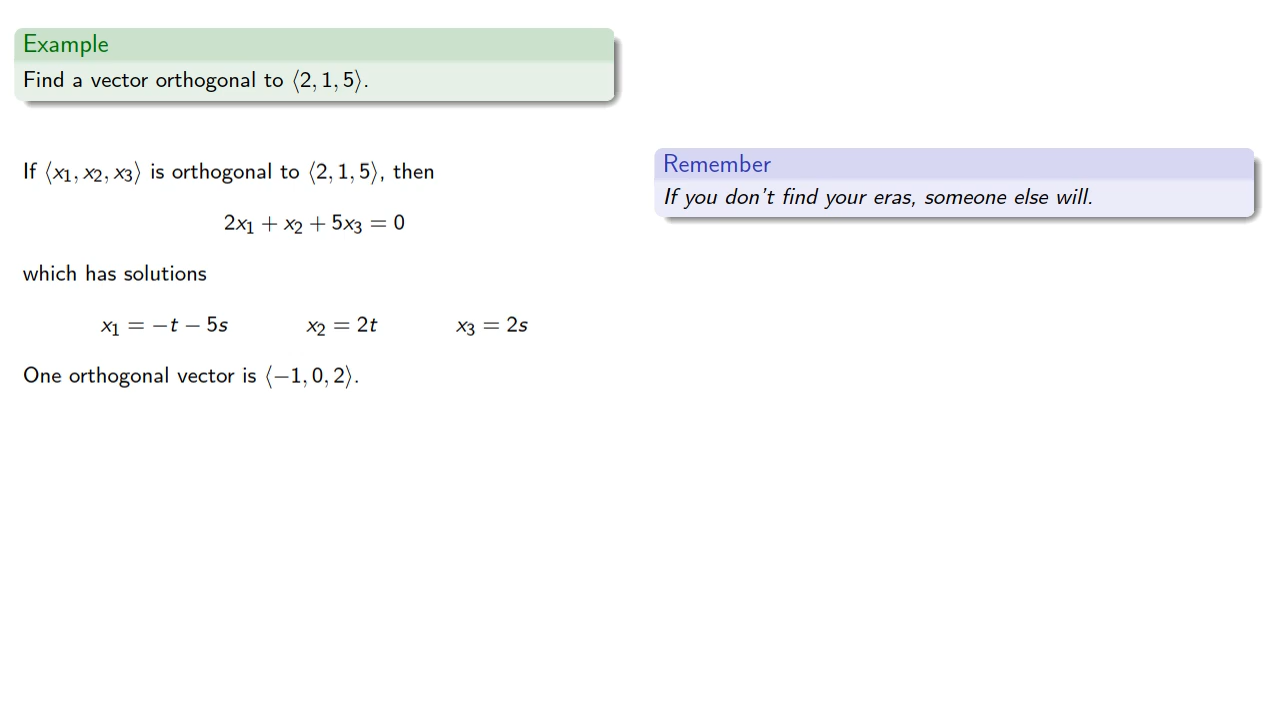 Example
Find a vector orthogonal to ⟨2, 1, 5⟩.
If ⟨x₁, x₂, x₃⟩ is orthogonal to ⟨2, 1, 5⟩, then
2x₁ + x₂ + 5x₃ = 0
which has solutions
x₁ = −t − 5s x₂ = 2t x₃ = 2s
One orthogonal vector is ⟨−1, 0, 2⟩.
Remember
If you don't find your eras, someone else will.